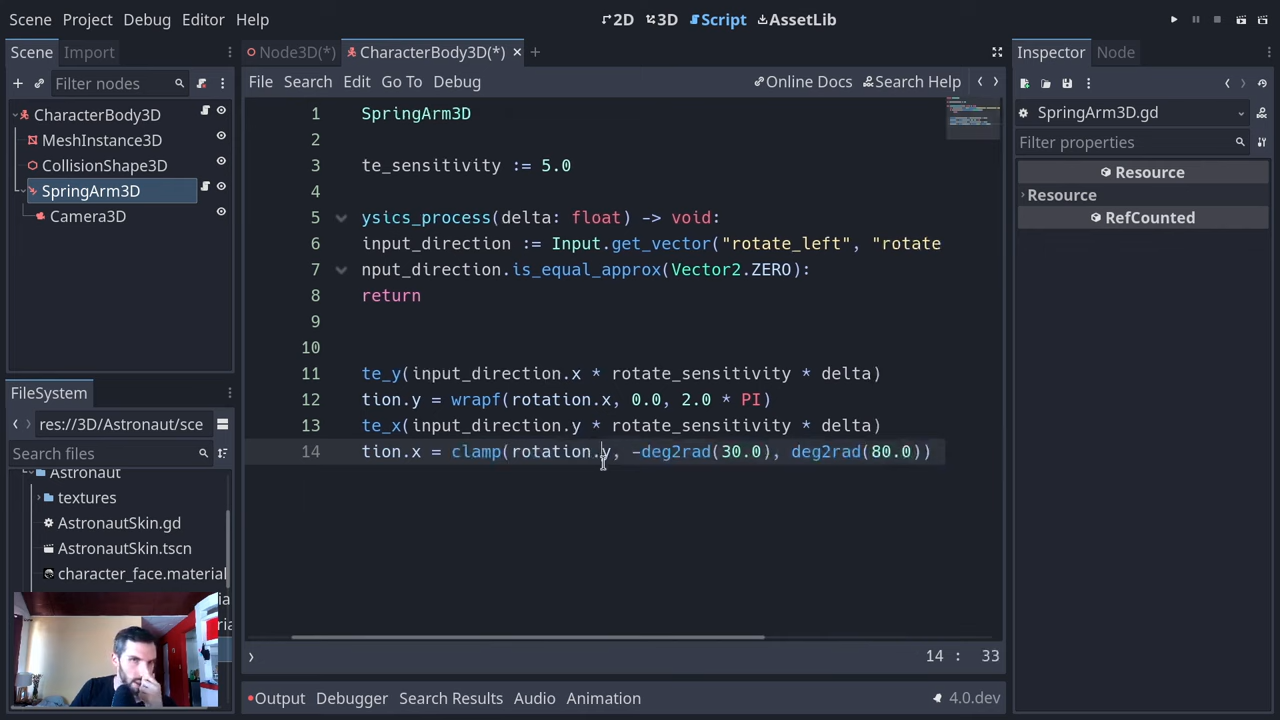 Scene Project Debug Editor Help
2D 3D Script AssetLib
Scene Import
Node3D(*) CharacterBody3D(*) × +
Inspector Node
Filter nodes
File Search Edit Go To Debug
Online Docs Search Help
CharacterBody3D
MeshInstance3D
CollisionShape3D
SpringArm3D
Camera3D
SpringArm3D.gd
Filter properties
Resource
Resource
RefCounted
1 SpringArm3D
2
3 te_sensitivity := 5.0
4
5 ysics_process(delta: float) -> void:
6 input_direction := Input.get_vector("rotate_left", "rotate
7 nput_direction.is_equal_approx(Vector2.ZERO):
8 return
9
10
11 te_y(input_direction.x * rotate_sensitivity * delta)
12 tion.y = wrapf(rotation.x, 0.0, 2.0 * PI)
13 te_x(input_direction.y * rotate_sensitivity * delta)
14 tion.x = clamp(rotation.y, -deg2rad(30.0), deg2rad(80.0))
FileSystem
res://3D/Astronaut/sce
Search files
Astronaut
textures
AstronautSkin.gd
AstronautSkin.tscn
character_face.material
14 : 33
Output Debugger Search Results Audio Animation
4.0.dev